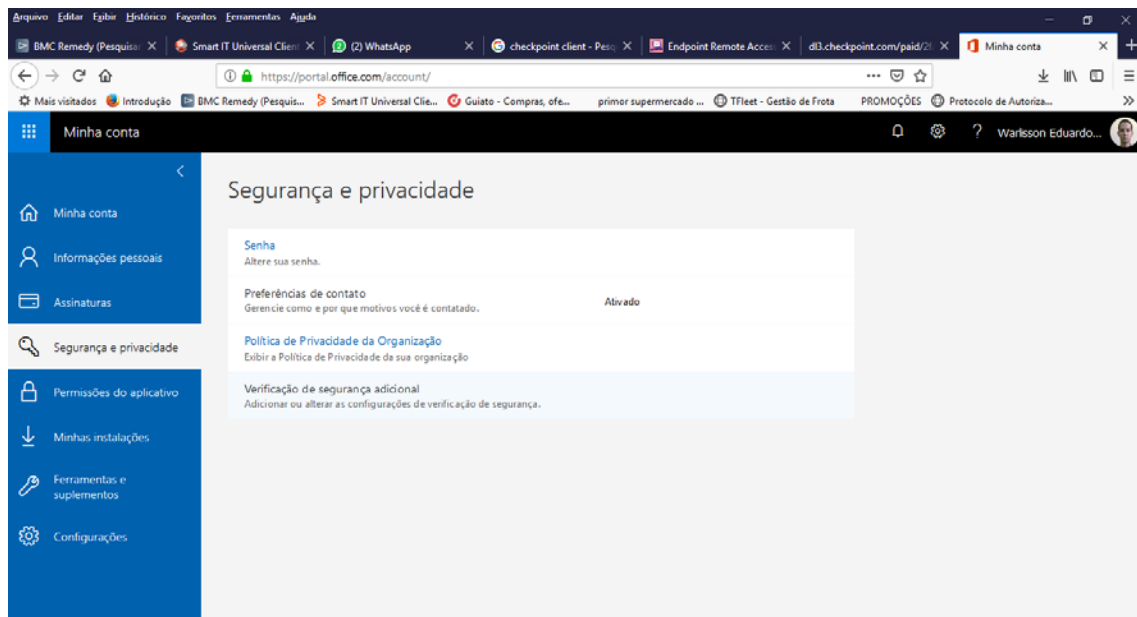 Arquivo Editar Exibir Histórico Favoritos Ferramentas Ajuda
BMC Remedy (Pesquisa
Smart IT Universal Client
(2) WhatsApp
checkpoint client - Pesq
Endpoint Remote Acces
dl3.checkpoint.com/paid/2f
Minha conta
https://portal.office.com/account/
Mais visitados
Introdução
BMC Remedy (Pesquis...
Smart IT Universal Clie...
Guiato - Compras, ofe...
primor supermercado ...
TFleet - Gestão de Frota
PROMOÇÕES
Protocolo de Autoriza...
Minha conta
Warlisson Eduardo...
Minha conta
Informações pessoais
Assinaturas
Segurança e privacidade
Permissões do aplicativo
Minhas instalações
Ferramentas e
suplementos
Configurações
Segurança e privacidade
Senha
Altere sua senha.
Preferências de contato
Gerencie como e por que motivos você é contatado.
Ativado
Política de Privacidade da Organização
Exibir a Política de Privacidade da sua organização
Verificação de segurança adicional
Adicionar ou alterar as configurações de verificação de segurança.